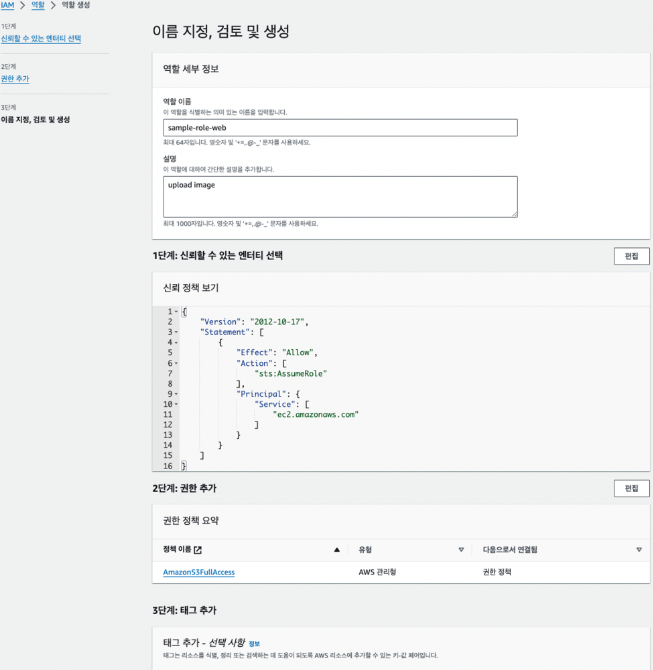 IAM > 역할 > 역할 생성
1단계
신뢰할 수 있는 엔터티 선택
2단계
권한 추가
3단계
이름 지정, 검토 및 생성
이름 지정, 검토 및 생성
역할 세부 정보
역할 이름
이 역할을 식별하는 의미 있는 이름을 입력합니다.
sample-role-web
최대 64자입니다. 영숫자 및 '+=,.@-_' 문자를 사용하세요.
설명
이 역할에 대하여 간단한 설명을 추가합니다.
upload image
최대 1000자입니다. 영숫자 및 '+=,.@-_' 문자를 사용하세요.
1단계: 신뢰할 수 있는 엔터티 선택
편집
신뢰 정책 보기
1 {
2 "Version": "2012-10-17",
3 "Statement": [
4 {
5 "Effect": "Allow",
6 "Action": [
7 "sts:AssumeRole"
8 ],
9 "Principal": {
10 "Service": [
11 "ec2.amazonaws.com"
12 ]
13 }
14 }
15 ]
16 }
2단계: 권한 추가
편집
권한 정책 요약
정책 이름 유형 다음으로서 연결됨
AmazonS3FullAccess AWS 관리형 권한 정책
3단계: 태그 추가
태그 추가 - 선택 사항 정보
태그는 리소스를 식별, 정리 또는 검색하는 데 도움이 되도록 AWS 리소스에 추가할 수 있는 키-값 페어입니다.